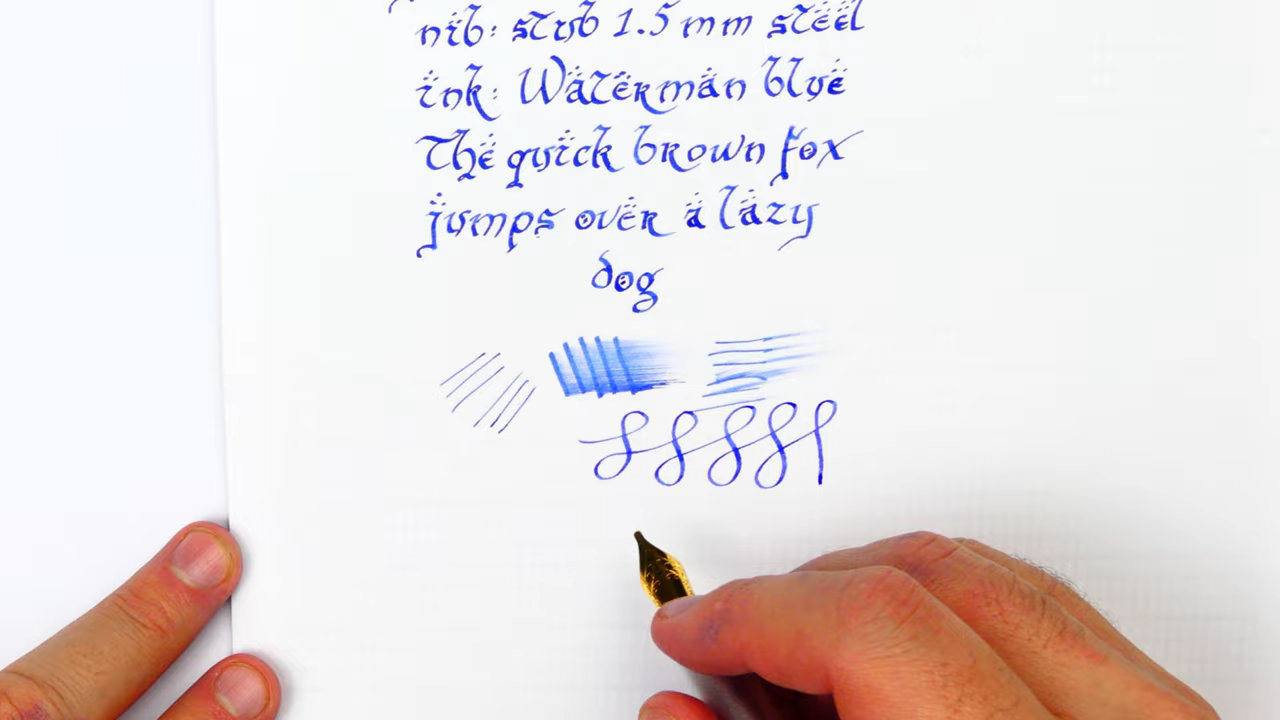 nib: stub 1.5 mm steel
ink: Waterman blue
The quick brown fox
jumps over a lazy
dog